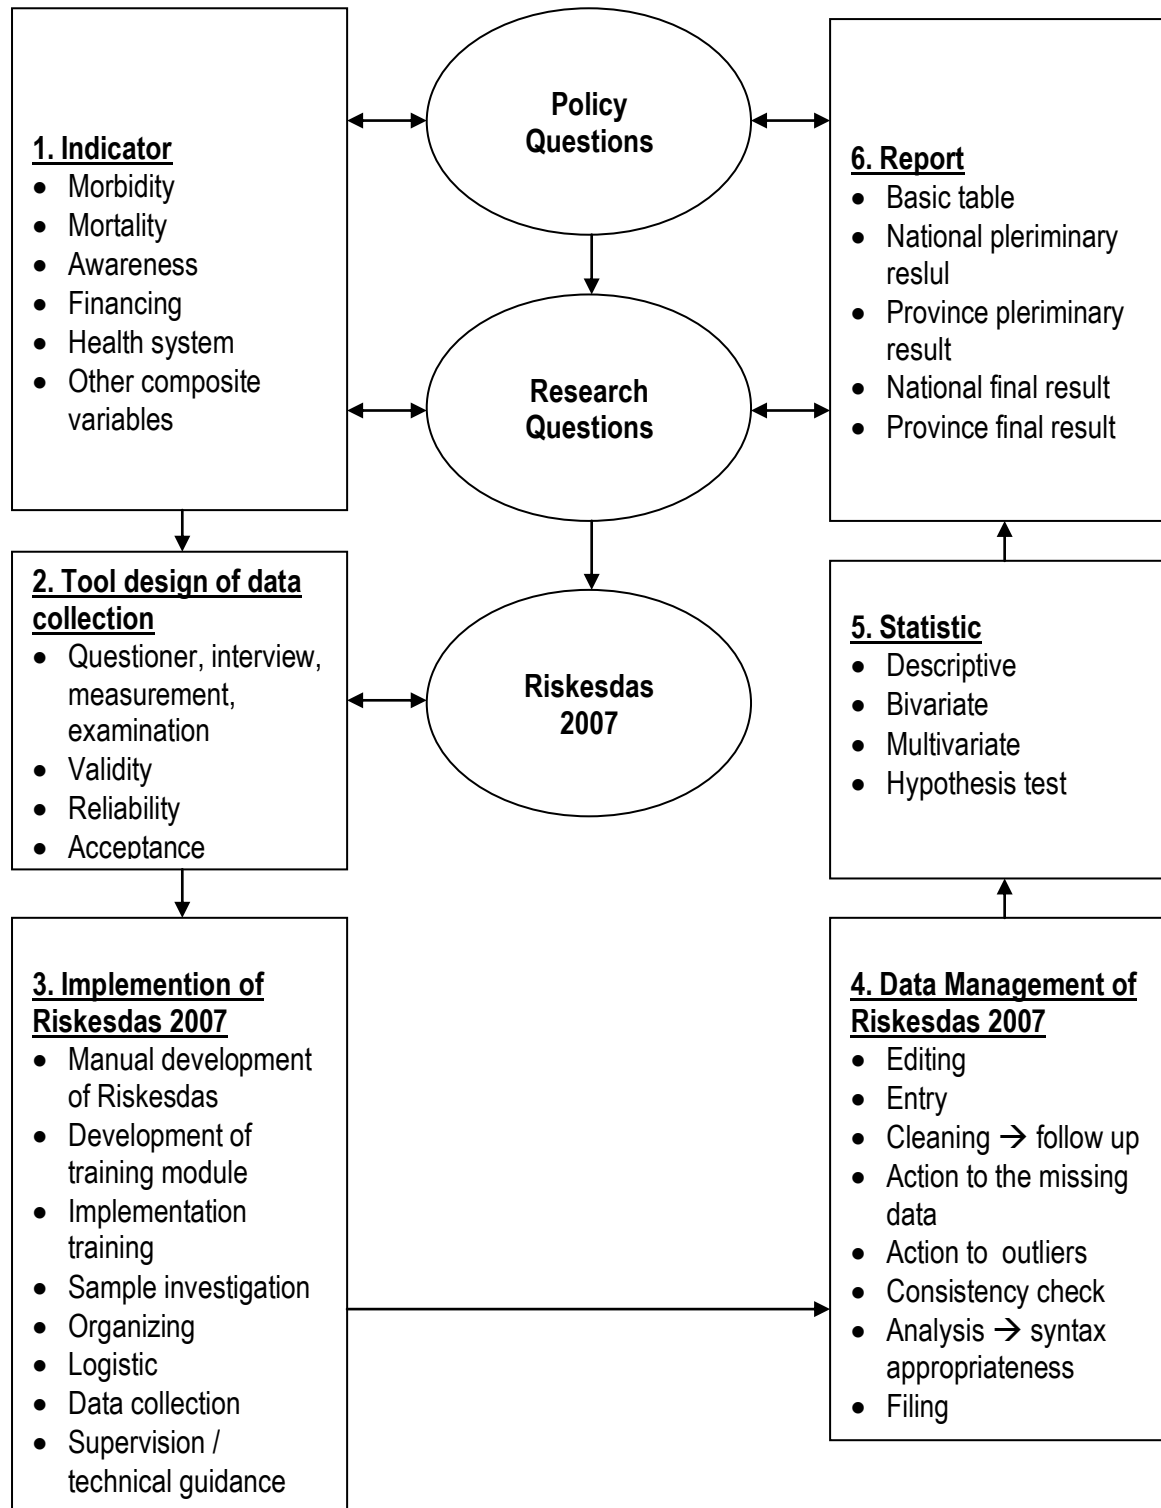 Policy
Questions
1. Indicator
• Morbidity
• Mortality
• Awareness
• Financing
• Health system
• Other composite
variables
6. Report
• Basic table
• National pleriminary
reslul
• Province pleriminary
result
• National final result
• Province final result
Research
Questions
2. Tool design of data
collection
• Questioner, interview,
measurement,
examination
• Validity
• Reliability
• Acceptance
Riskesdas
2007
5. Statistic
• Descriptive
• Bivariate
• Multivariate
• Hypothesis test
3. Implemention of
Riskesdas 2007
• Manual development
of Riskesdas
• Development of
training module
• Implementation
training
• Sample investigation
• Organizing
• Logistic
• Data collection
• Supervision /
technical guidance
4. Data Management of
Riskesdas 2007
• Editing
• Entry
• Cleaning → follow up
• Action to the missing
data
• Action to outliers
• Consistency check
• Analysis → syntax
appropriateness
• Filing